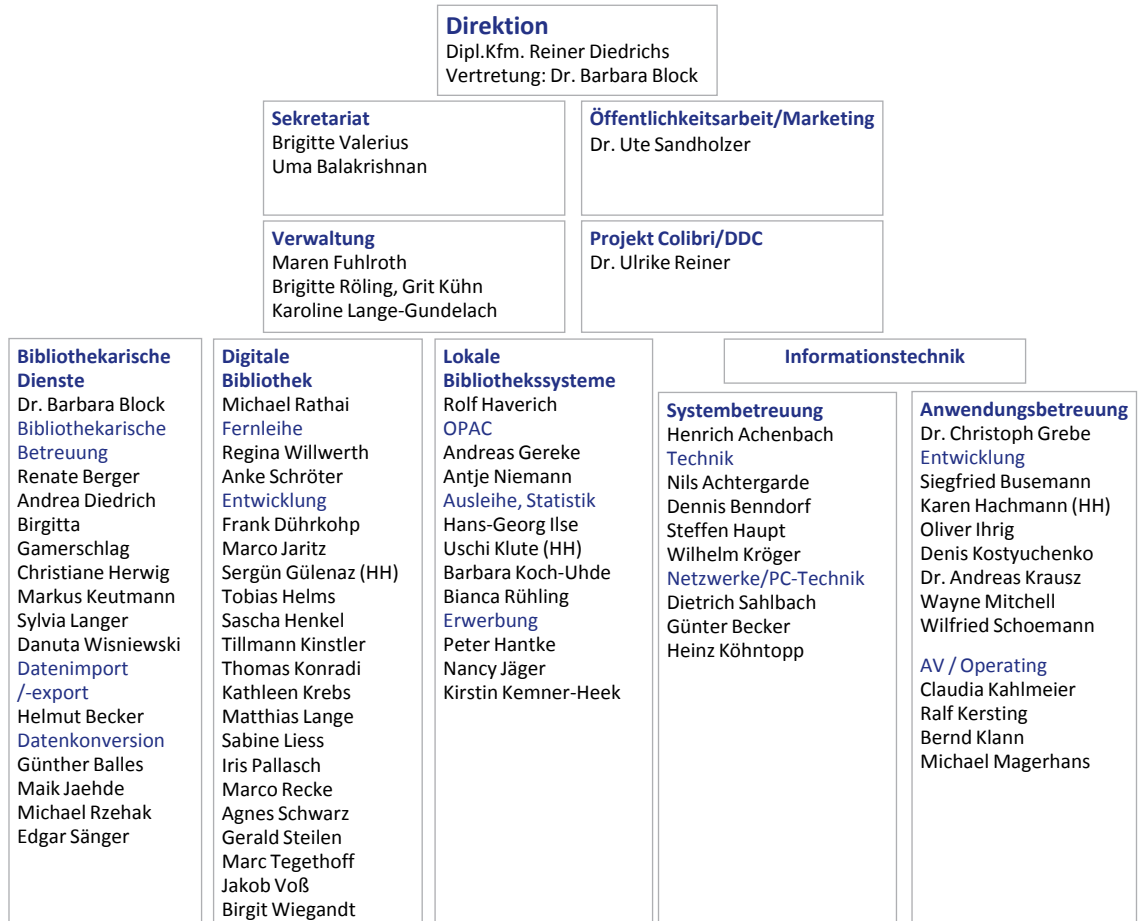 Direktion
Dipl.Kfm. Reiner Diedrichs
Vertretung: Dr. Barbara Block
Sekretariat
Brigitte Valerius
Uma Balakrishnan
Öffentlichkeitsarbeit/Marketing
Dr. Ute Sandholzer
Verwaltung
Maren Fuhlroth
Brigitte Röling, Grit Kühn
Karoline Lange-Gundelach
Projekt Colibri/DDC
Dr. Ulrike Reiner
Bibliothekarische
Dienste
Dr. Barbara Block
Bibliothekarische
Betreuung
Renate Berger
Andrea Diedrich
Birgitta
Gamerschlag
Christiane Herwig
Markus Keutmann
Sylvia Langer
Danuta Wisniewski
Datenimport
/-export
Helmut Becker
Datenkonversion
Günther Balles
Maik Jaehde
Michael Rzehak
Edgar Sänger
Digitale
Bibliothek
Michael Rathai
Fernleihe
Regina Willwerth
Anke Schröter
Entwicklung
Frank Dührkohp
Marco Jaritz
Sergün Gülenaz (HH)
Tobias Helms
Sascha Henkel
Tillmann Kinstler
Thomas Konradi
Kathleen Krebs
Matthias Lange
Sabine Liess
Iris Pallasch
Marco Recke
Agnes Schwarz
Gerald Steilen
Marc Tegethoff
Jakob Voß
Birgit Wiegandt
Lokale
Bibliothekssysteme
Rolf Haverich
OPAC
Andreas Gereke
Antje Niemann
Ausleihe, Statistik
Hans-Georg Ilse
Uschi Klute (HH)
Barbara Koch-Uhde
Bianca Rühling
Erwerbung
Peter Hantke
Nancy Jäger
Kirstin Kemner-Heek
Informationstechnik
Systembetreuung
Henrich Achenbach
Technik
Nils Achtergarde
Dennis Benndorf
Steffen Haupt
Wilhelm Kröger
Netzwerke/PC-Technik
Dietrich Sahlbach
Günter Becker
Heinz Köhntopp
Anwendungsbetreuung
Dr. Christoph Grebe
Entwicklung
Siegfried Busemann
Karen Hachmann (HH)
Oliver Ihrig
Denis Kostyuchenko
Dr. Andreas Krausz
Wayne Mitchell
Wilfried Schoemann
AV / Operating
Claudia Kahlmeier
Ralf Kersting
Bernd Klann
Michael Magerhans